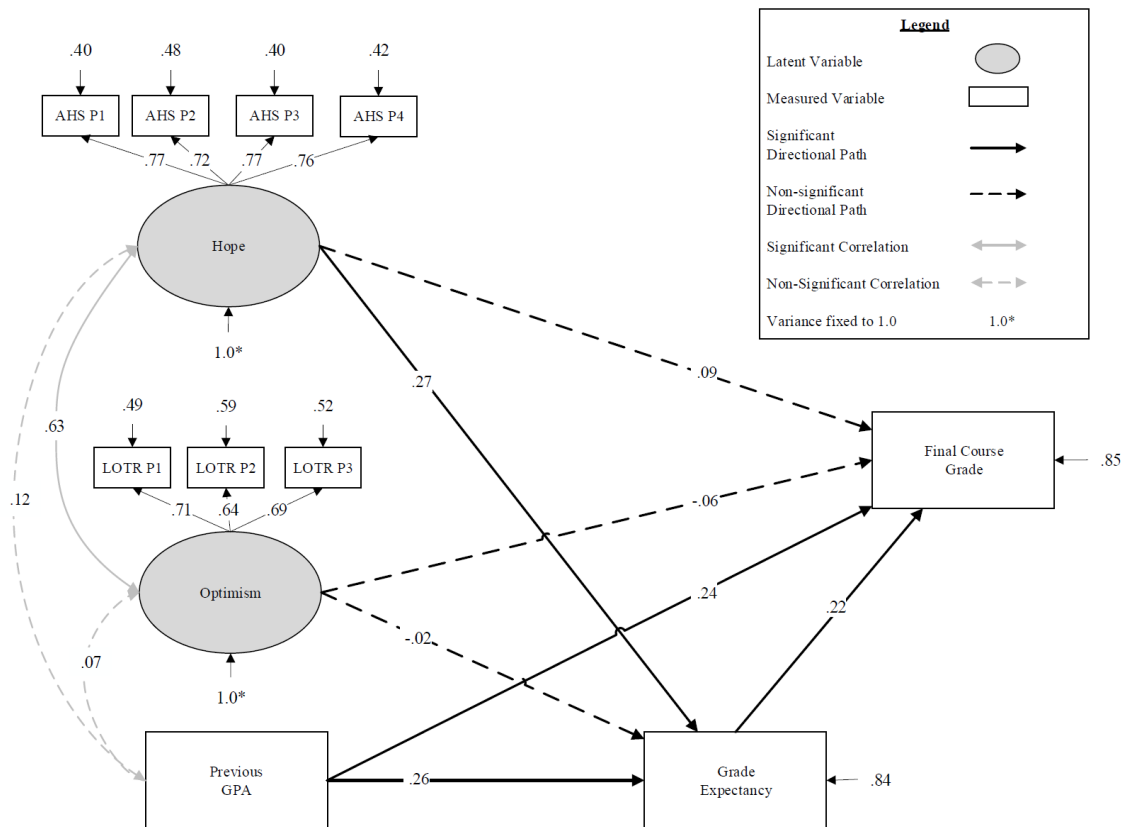 .40
.48
.40
.42
AHS P1
AHS P2
AHS P3
AHS P4
.77
.72
.77
.76
Hope
1.0*
.63
.12
.07
.49
.59
.52
LOTR P1
LOTR P2
LOTR P3
.71
.64
.69
Optimism
1.0*
Previous
GPA
.27
.09
-.06
-.02
.24
.26
.22
Final Course
Grade
.85
Grade
Expectancy
.84
Legend
Latent Variable
Measured Variable
Significant
Directional Path
Non-significant
Directional Path
Significant Correlation
Non-Significant Correlation
Variance fixed to 1.0
1.0*